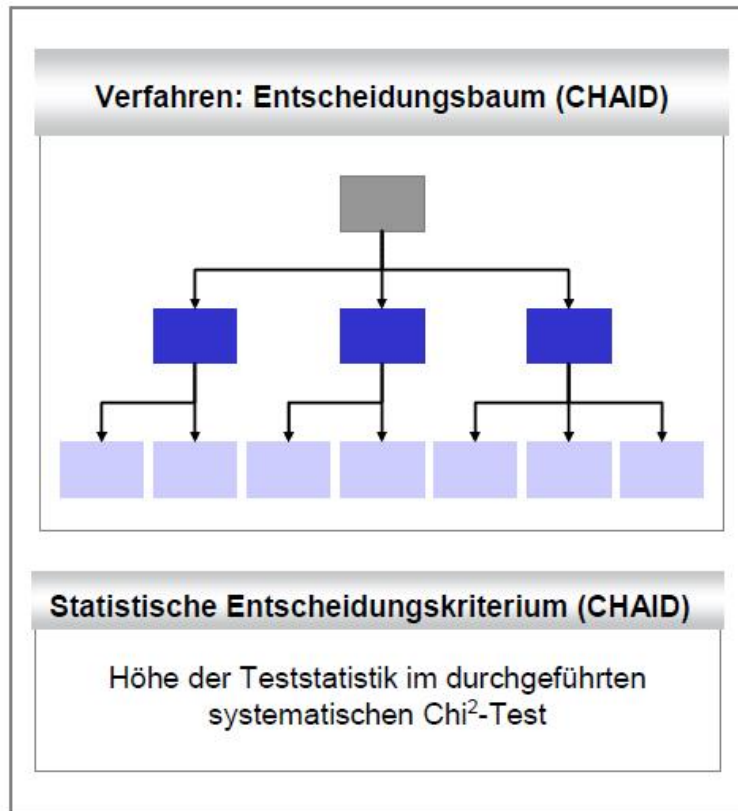 Verfahren: Entscheidungsbaum (CHAID)
Statistische Entscheidungskriterium (CHAID)
Höhe der Teststatistik im durchgeführten
systematischen Chi²-Test